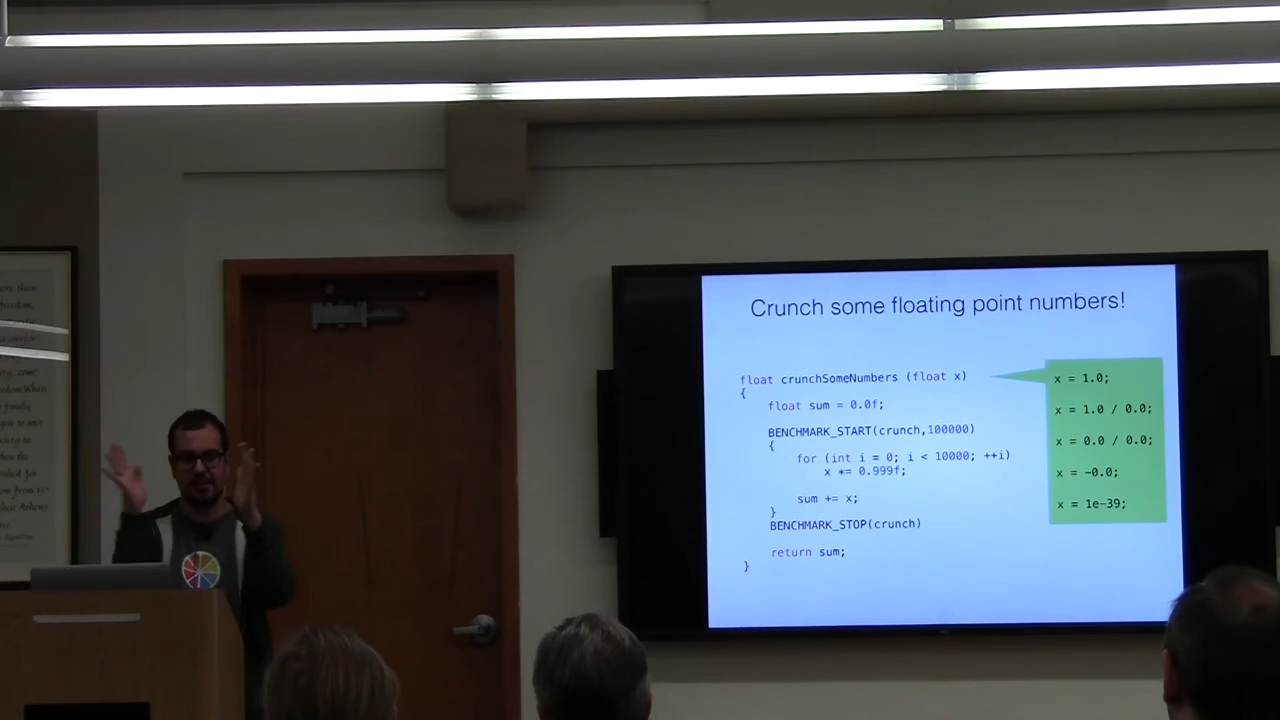 Crunch some floating point numbers!
float crunchSomeNumbers (float x)
{
float sum = 0.0f;
BENCHMARK_START(crunch,100000)
{
for (int i = 0; i < 10000; ++i)
x *= 0.999f;
sum += x;
}
BENCHMARK_STOP(crunch)
return sum;
}
x = 1.0;
x = 1.0 / 0.0;
x = 0.0 / 0.0;
x = -0.0;
x = 1e-39;